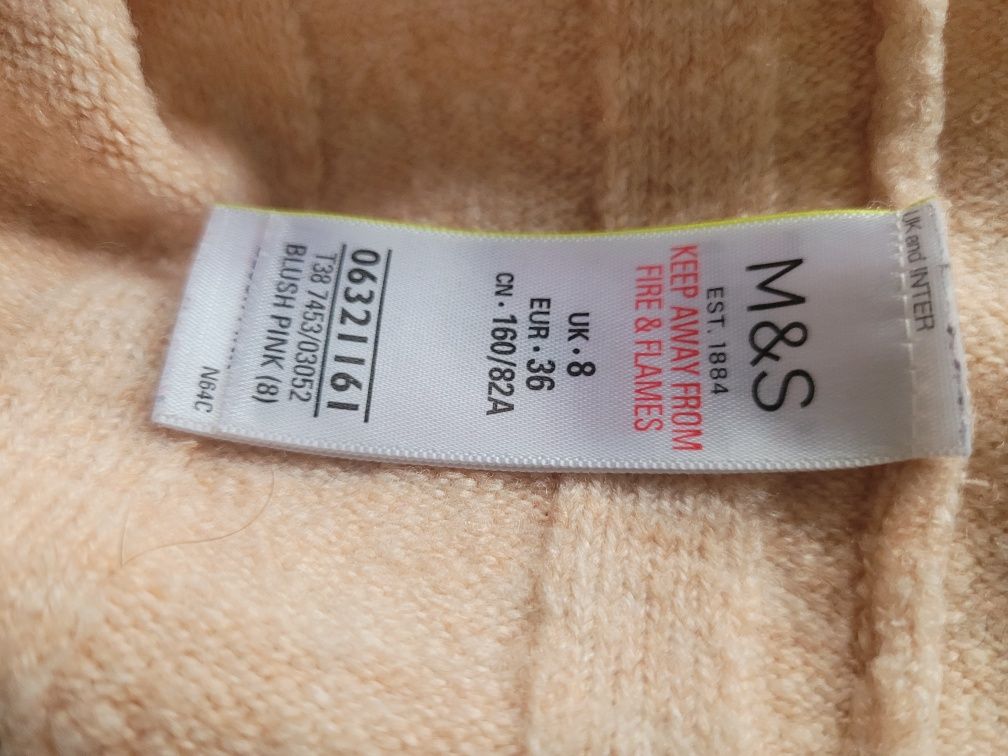 UK and INTER
M&S
EST. 1884
KEEP AWAY FROM
FIRE & FLAMES
UK • 8
EUR • 36
CN • 160/82A
06321161
T38 7453/03052
BLUSH PINK (8)
N64C